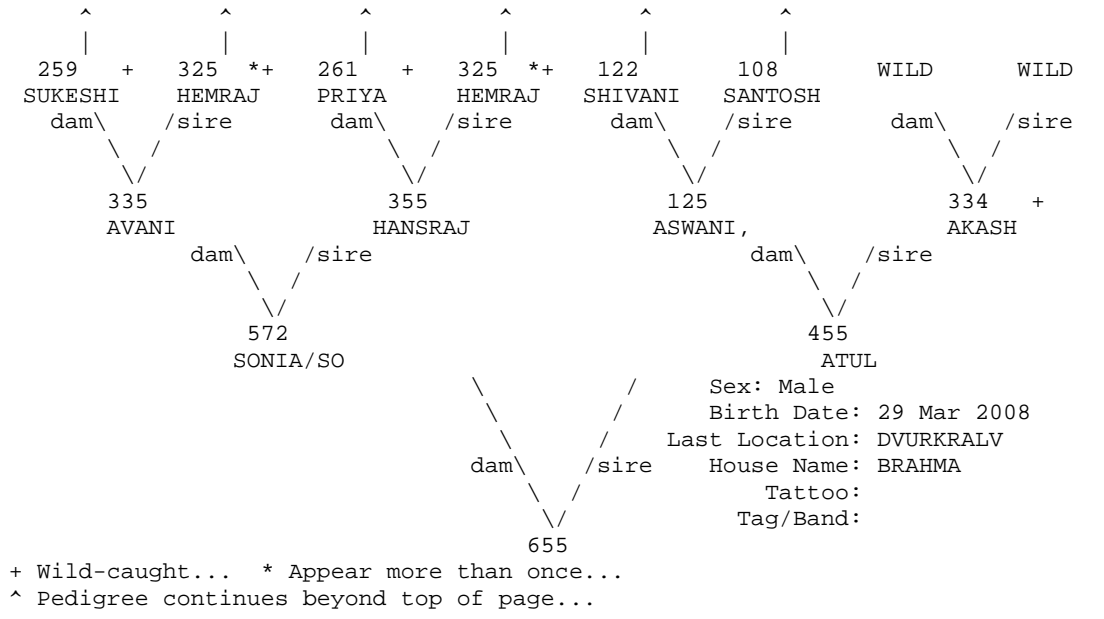 ^ ^ ^ ^ ^ ^
| | | | | |
259 + 325 *+ 261 + 325 *+ 122 108 WILD WILD
SUKESHI HEMRAJ PRIYA HEMRAJ SHIVANI SANTOSH
dam\ /sire dam\ /sire dam\ /sire dam\ /sire
\ / \ / \ / \ /
\/ \/ \/ \/
335 355 125 334 +
AVANI HANSRAJ ASWANI, AKASH
dam\ /sire dam\ /sire
\ / \ /
\/ \/
572 455
SONIA/SO ATUL
\ / Sex: Male
\ / Birth Date: 29 Mar 2008
\ / Last Location: DVURKRALV
dam\ /sire House Name: BRAHMA
\ / Tattoo:
\/ Tag/Band:
655
+ Wild-caught... * Appear more than once...
^ Pedigree continues beyond top of page...